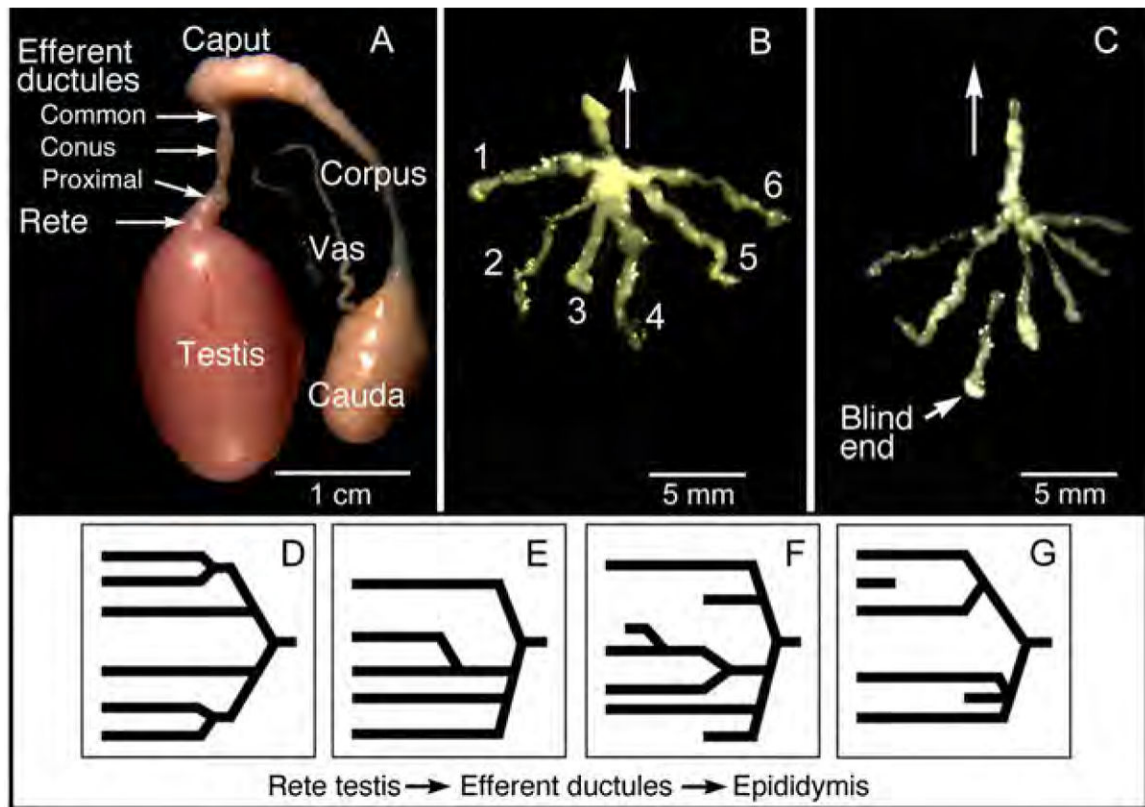 A
Caput
Efferent
ductules
Common
Conus
Proximal
Rete
Corpus
Vas
Testis
Cauda
1 cm
B
1
2
3
4
5
6
5 mm
C
Blind
end
5 mm
D
E
F
G
Rete testis → Efferent ductules → Epididymis